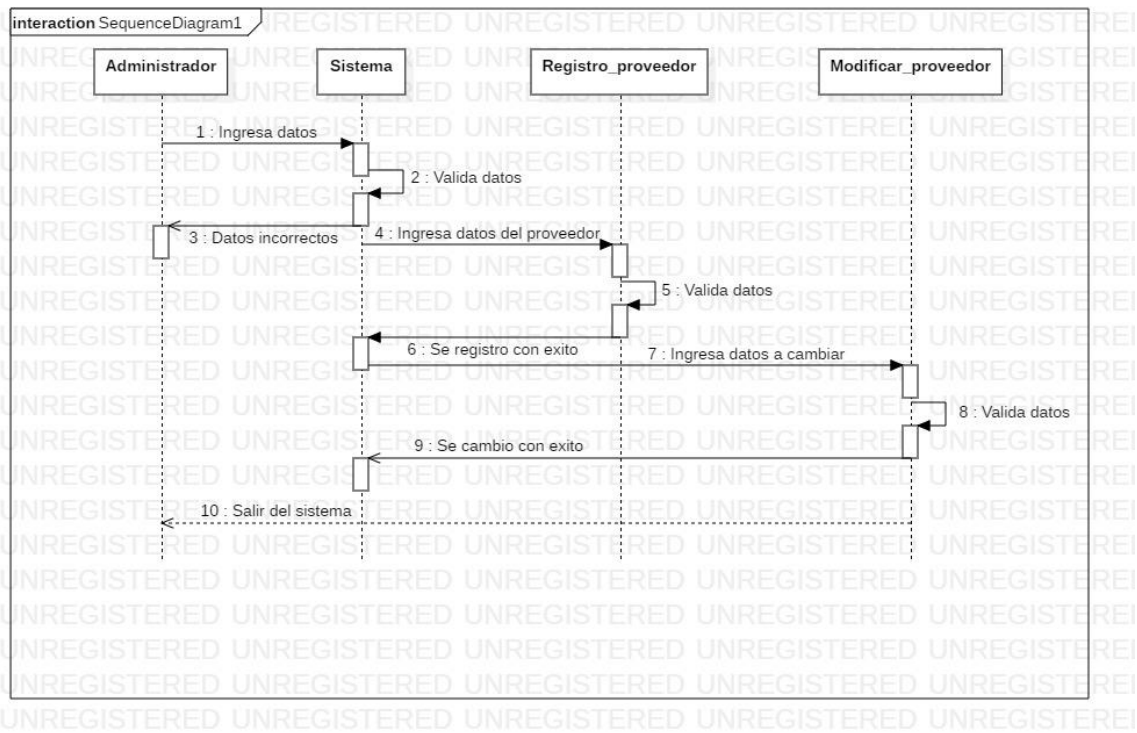 interaction SequenceDiagram1
Administrador
Sistema
Registro_proveedor
Modificar_proveedor
1 : Ingresa datos
2 : Valida datos
3 : Datos incorrectos
4 : Ingresa datos del proveedor
5 : Valida datos
6 : Se registro con exito
7 : Ingresa datos a cambiar
8 : Valida datos
9 : Se cambio con exito
10 : Salir del sistema
UNREGISTERED